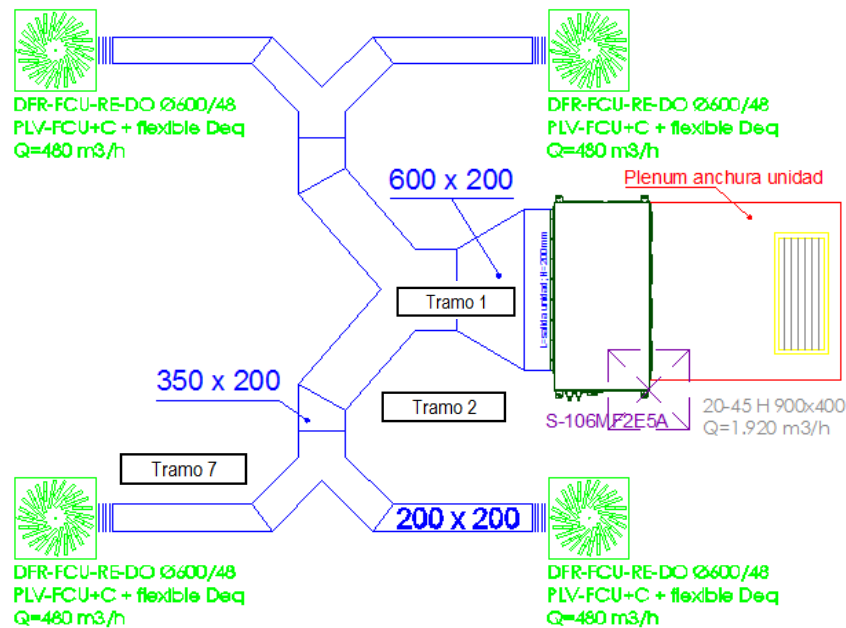 DFR-FCU-RE-DO Ø600/48
PLV-FCU+C + flexible Deq
Q=480 m3/h
DFR-FCU-RE-DO Ø600/48
PLV-FCU+C + flexible Deq
Q=480 m3/h
600 x 200
Plenum anchura unidad
L=salida unidad; H=200mm
Tramo 1
350 x 200
Tramo 2
S-106MF2E5A
20-45 H 900x400
Q=1.920 m3/h
Tramo 7
200 x 200
DFR-FCU-RE-DO Ø600/48
PLV-FCU+C + flexible Deq
Q=480 m3/h
DFR-FCU-RE-DO Ø600/48
PLV-FCU+C + flexible Deq
Q=480 m3/h